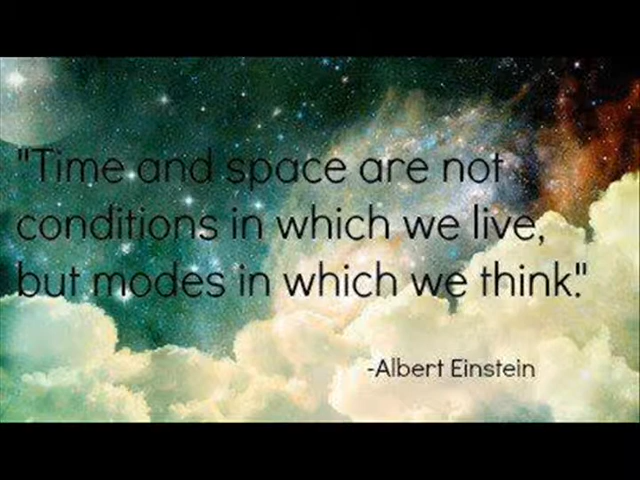 "Time and space are not
conditions in which we live,
but modes in which we think."
-Albert Einstein